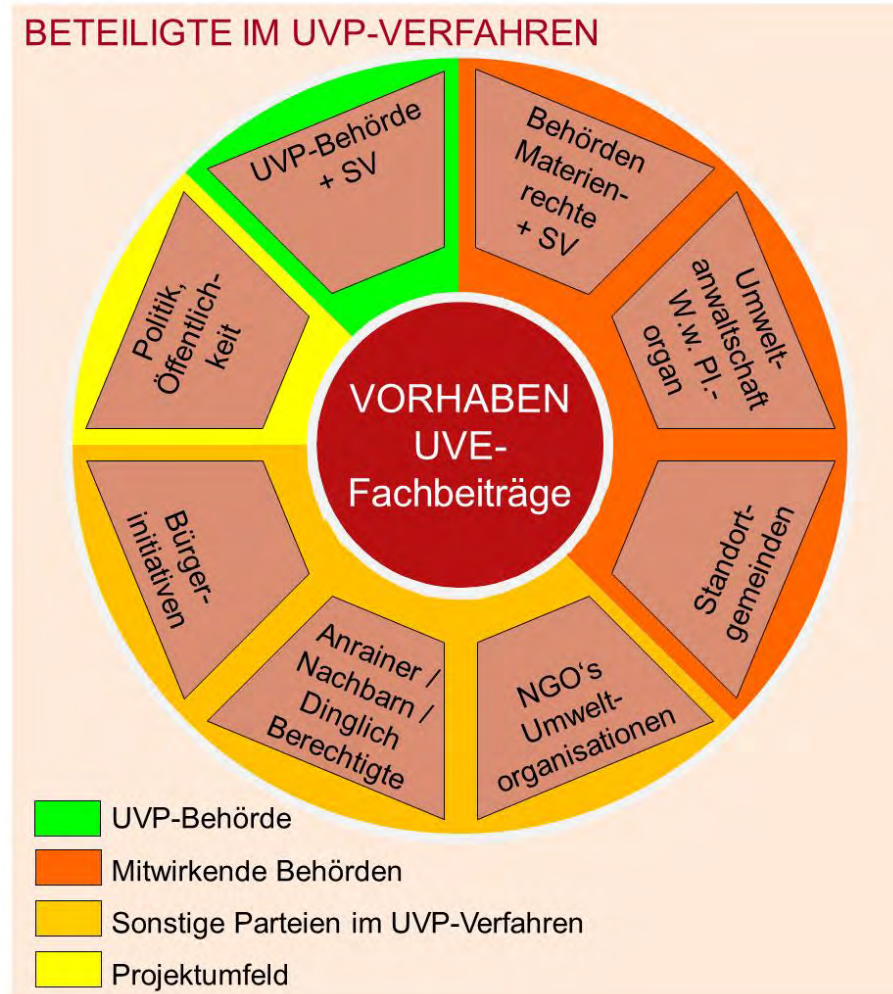 BETEILIGTE IM UVP-VERFAHREN
UVP-Behörde
+ SV
Behörden
Materien-
rechte
+ SV
Umwelt-
anwaltschaft
W.w. Pl.-
organ
Standort-
gemeinden
NGO‘s
Umwelt-
organisationen
Anrainer /
Nachbarn /
Dinglich
Berechtigte
Bürger-
initiativen
Politik,
Öffentlich-
keit
VORHABEN
UVE-
Fachbeiträge
UVP-Behörde
Mitwirkende Behörden
Sonstige Parteien im UVP-Verfahren
Projektumfeld